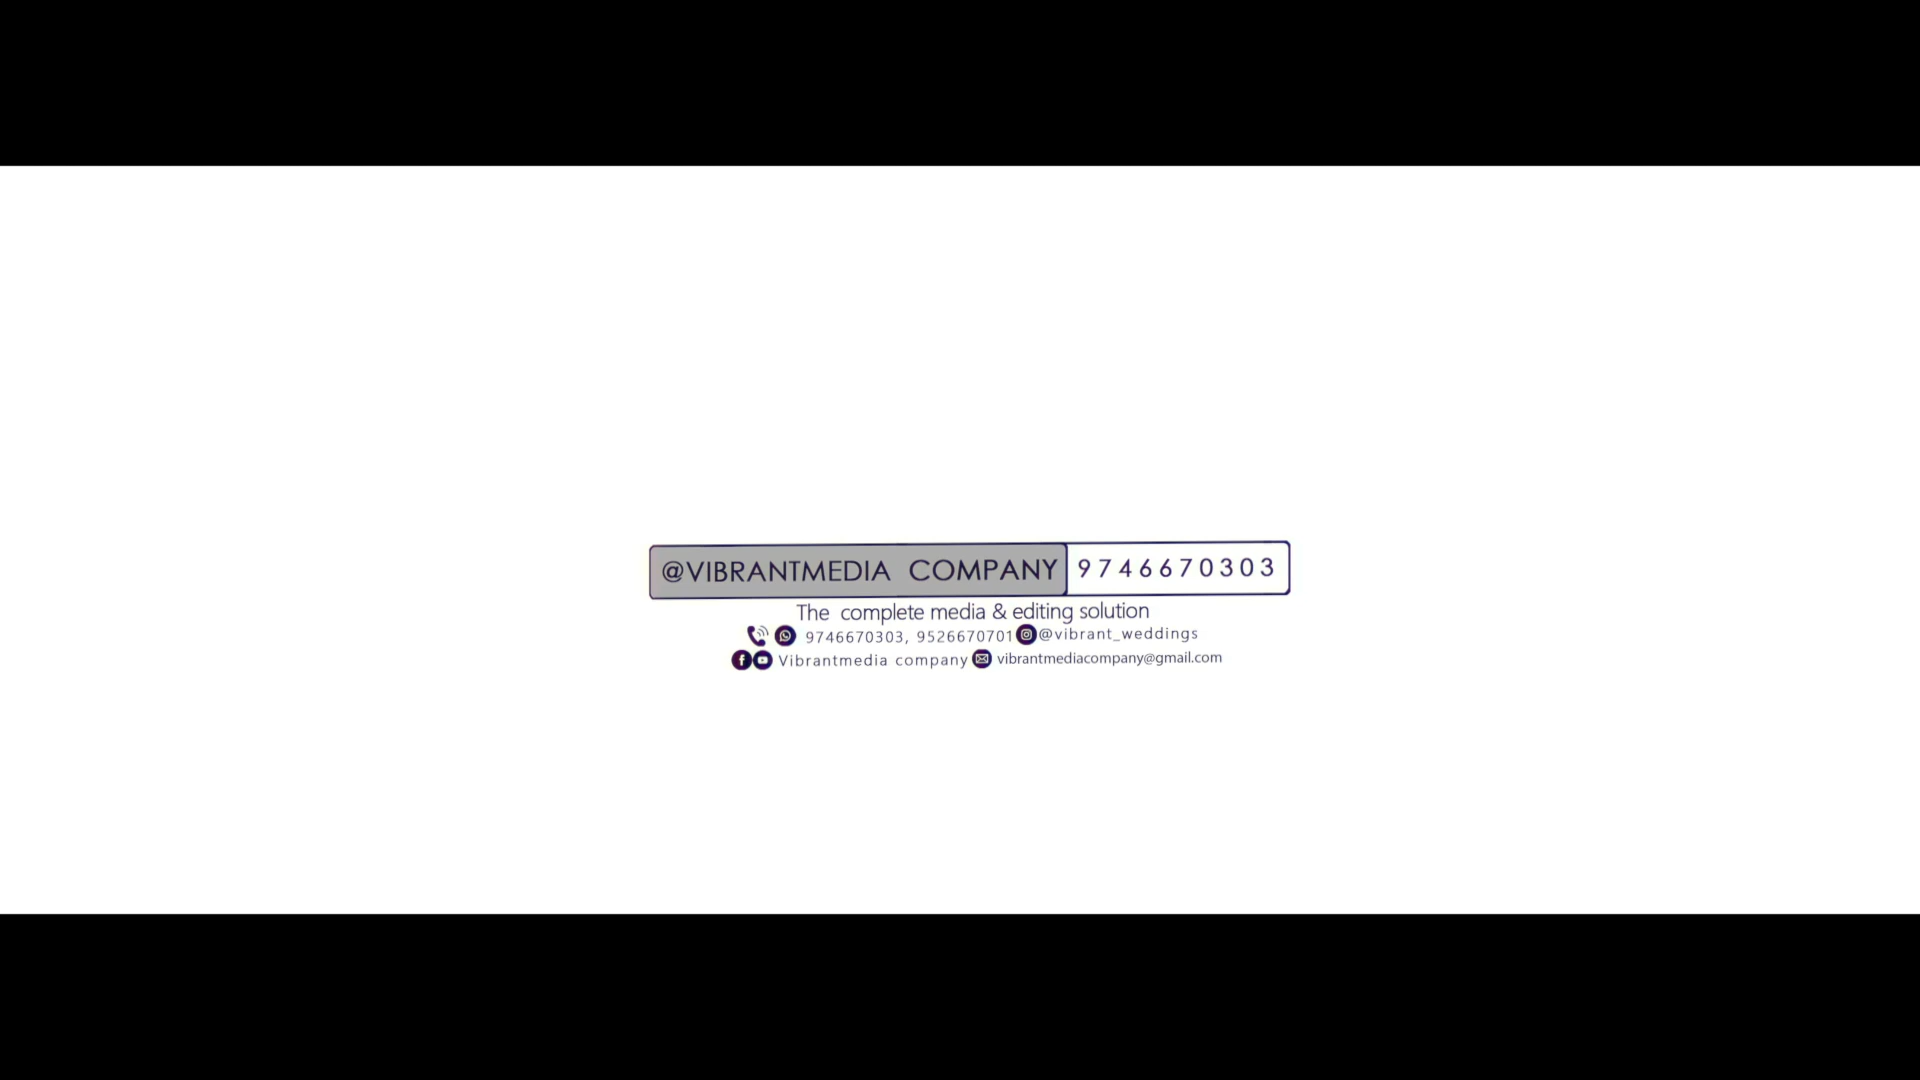 @VIBRANTMEDIA COMPANY 9746670303
The complete media & editing solution
9746670303, 9526670701 @vibrant_weddings
Vibrantmedia company vibrantmediacompany@gmail.com